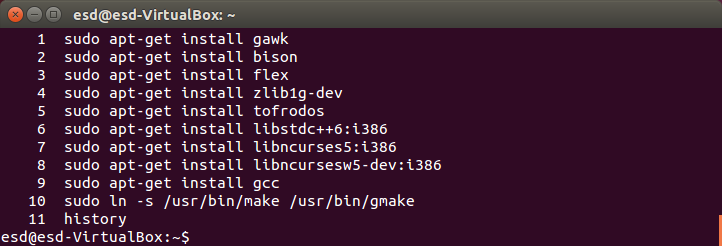 esd@esd-VirtualBox: ~
1 sudo apt-get install gawk
2 sudo apt-get install bison
3 sudo apt-get install flex
4 sudo apt-get install zlib1g-dev
5 sudo apt-get install tofrodos
6 sudo apt-get install libstdc++6:i386
7 sudo apt-get install libncurses5:i386
8 sudo apt-get install libncursesw5-dev:i386
9 sudo apt-get install gcc
10 sudo ln -s /usr/bin/make /usr/bin/gmake
11 history
esd@esd-VirtualBox:~$